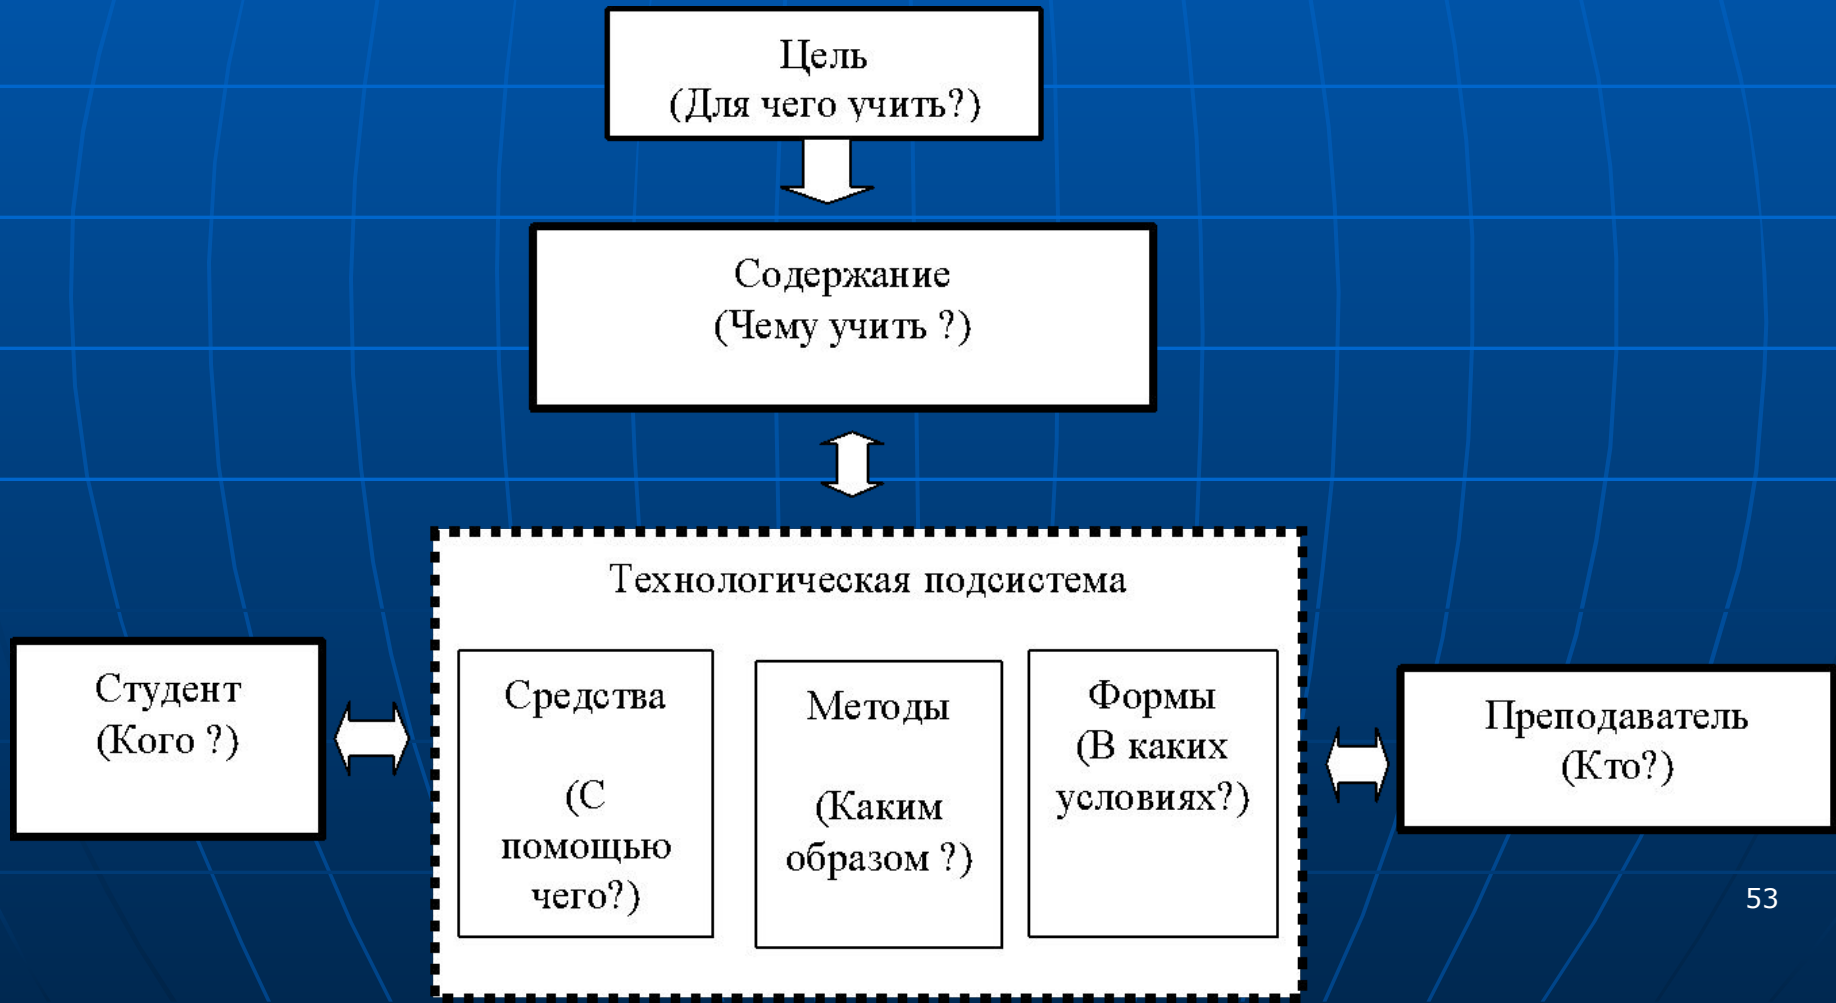 Цель
(Для чего учить?)
Содержание
(Чему учить ?)
Технологическая подсистема
Студент
(Кого ?)
Средства
(С
помощью
чего?)
Методы
(Каким
образом ?)
Формы
(В каких
условиях?)
Преподаватель
(Кто?)
53